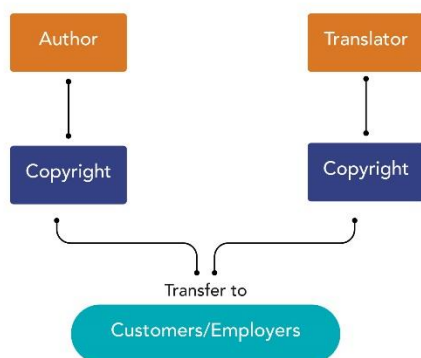 Author
Translator
Copyright
Copyright
Transfer to
Customers/Employers